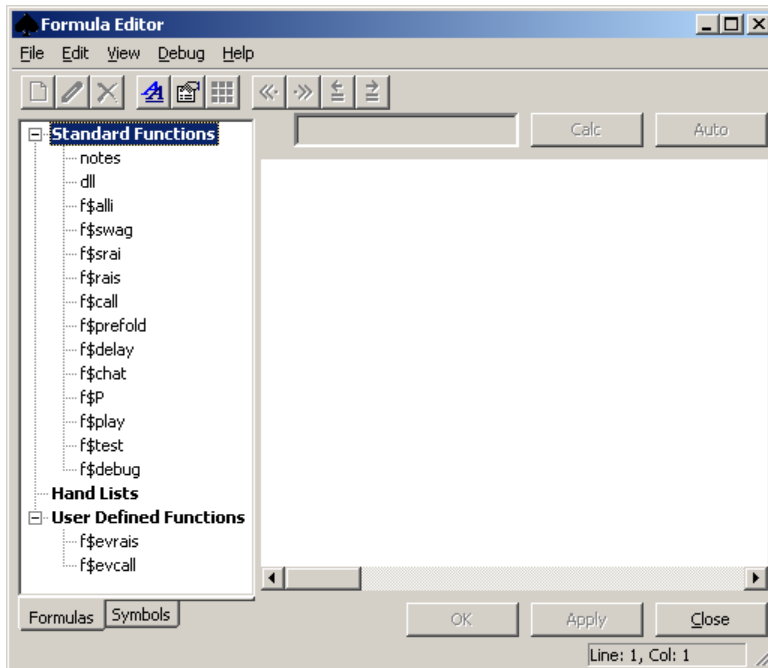 Formula Editor
File Edit View Debug Help
Calc Auto
Standard Functions
notes
dll
f$alli
f$swag
f$srai
f$rais
f$call
f$prefold
f$delay
f$chat
f$P
f$play
f$test
f$debug
Hand Lists
User Defined Functions
f$evrais
f$evcall
Formulas Symbols
OK Apply Close
Line: 1, Col: 1